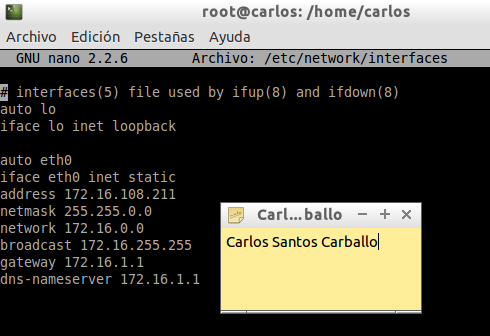 root@carlos: /home/carlos
Archivo Edición Pestañas Ayuda
GNU nano 2.2.6 Archivo: /etc/network/interfaces
# interfaces(5) file used by ifup(8) and ifdown(8)
auto lo
iface lo inet loopback
auto eth0
iface eth0 inet static
address 172.16.108.211
netmask 255.255.0.0
network 172.16.0.0
broadcast 172.16.255.255
gateway 172.16.1.1
dns-nameserver 172.16.1.1
Carl...ballo
Carlos Santos Carballo